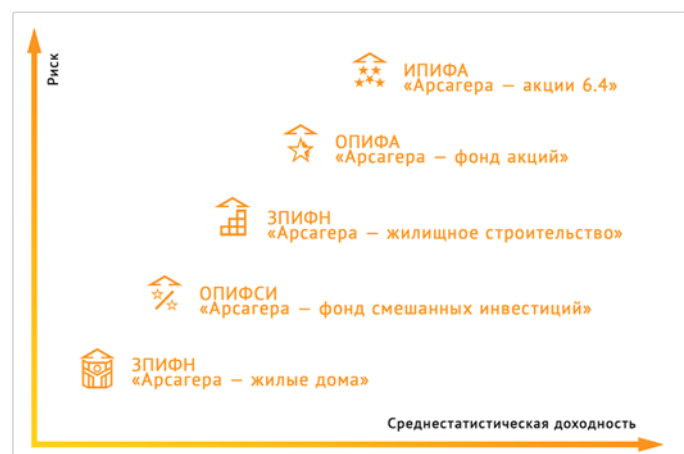 Риск
ИПИФА
«Арсагера — акции 6.4»
ОПИФА
«Арсагера — фонд акций»
ЗПИФН
«Арсагера — жилищное строительство»
ОПИФСИ
«Арсагера — фонд смешанных инвестиций»
ЗПИФН
«Арсагера — жилые дома»
Среднестатистическая доходность